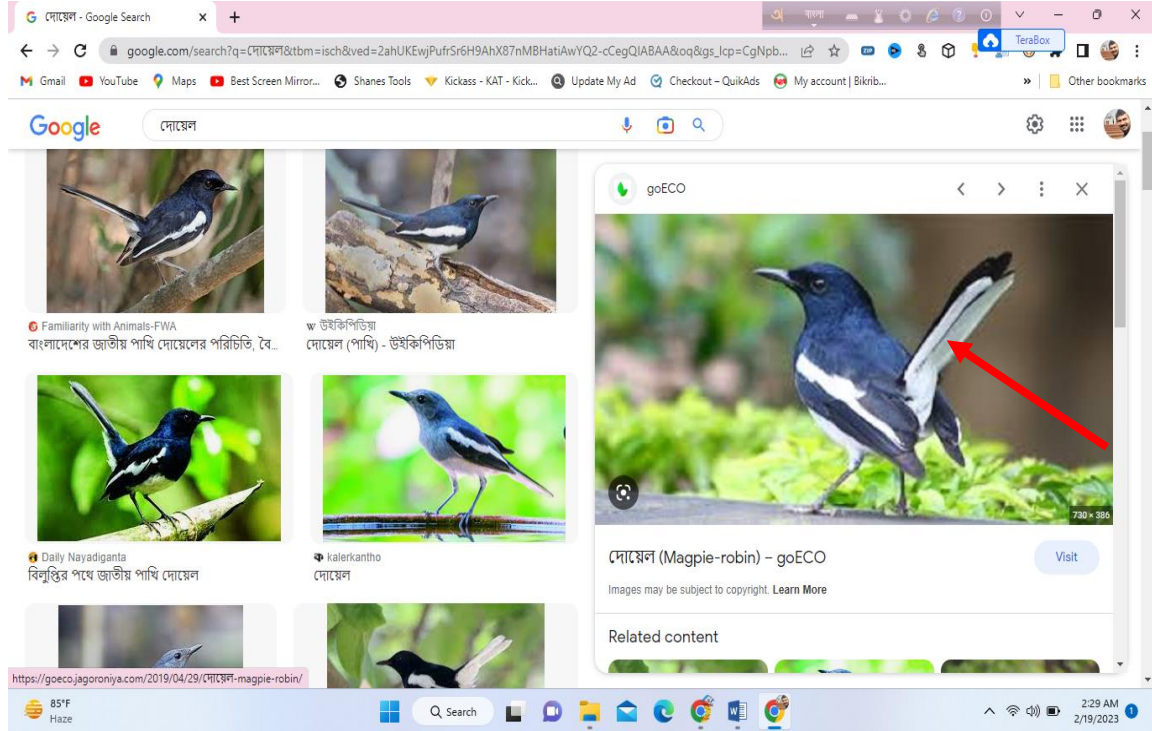 দোয়েল - Google Search
বাংলা
TeraBox
google.com/search?q=দোয়েল&tbm=isch&ved=2ahUKEwjPufrSr6H9AhX87nMBHatiAwYQ2-cCegQIABAA&oq&gs_lcp=CgNpb...
Gmail YouTube Maps Best Screen Mirror... Shanes Tools Kickass - KAT - Kick... Update My Ad Checkout – QuikAds My account | Bikrib... » Other bookmarks
Google দোয়েল
goECO
Familiarity with Animals-FWA
বাংলাদেশের জাতীয় পাখি দোয়েলের পরিচিতি, বৈ...
উইকিপিডিয়া
দোয়েল (পাখি) - উইকিপিডিয়া
730 × 386
Daily Nayadiganta
বিলুপ্তির পথে জাতীয় পাখি দোয়েল
kalerkantho
দোয়েল
দোয়েল (Magpie-robin) – goECO
Visit
Images may be subject to copyright. Learn More
Related content
https://goeco.jagoroniya.com/2019/04/29/দোয়েল-magpie-robin/
85°F
Haze
Search
2:29 AM
2/19/2023
1